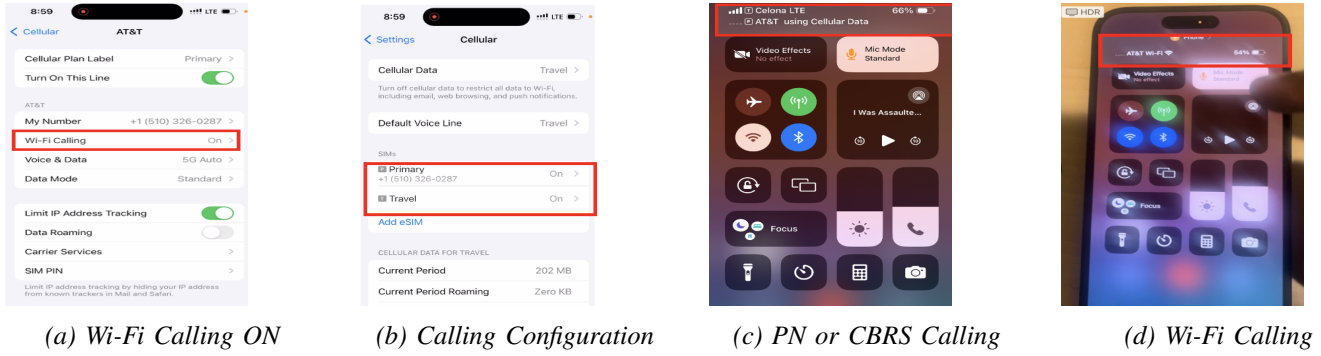 8:59
LTE
Cellular
AT&T
Cellular Plan Label
Primary
Turn On This Line
AT&T
My Number
+1 (510) 326-0287
Wi-Fi Calling
On
Voice & Data
5G Auto
Data Mode
Standard
Limit IP Address Tracking
Data Roaming
Carrier Services
SIM PIN
Limit IP address tracking by hiding your IP address
from known trackers in Mail and Safari.
(a) Wi-Fi Calling ON
8:59
LTE
Settings
Cellular
Cellular Data
Travel
Turn off cellular data to restrict all data to Wi-Fi,
including email, web browsing, and push notifications.
Default Voice Line
Travel
SIMs
P Primary
On
+1 (510) 326-0287
T Travel
On
Add eSIM
CELLULAR DATA FOR TRAVEL
Current Period
202 MB
Current Period Roaming
Zero KB
(b) Calling Configuration
T Celona LTE
66%
P AT&T using Cellular Data
Video Effects
No effect
Mic Mode
Standard
I Was Assaulte...
Focus
(c) PN or CBRS Calling
HDR
Phone
AT&T Wi-Fi
54%
Video Effects
No effect
Mic Mode
Standard
Focus
(d) Wi-Fi Calling